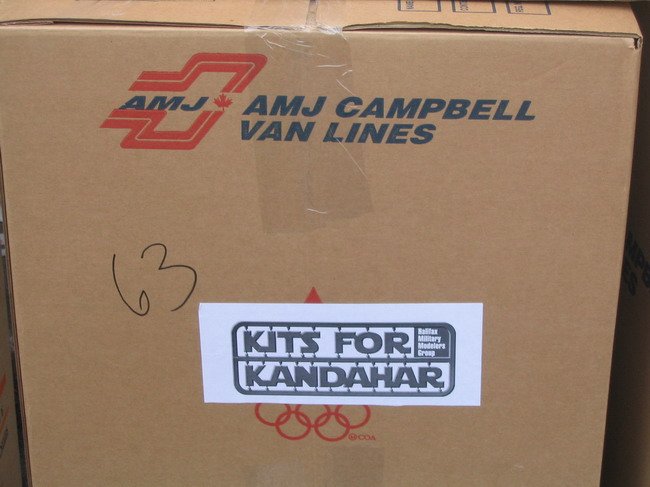 AMJ
AMJ CAMPBELL
VAN LINES
63
KITS FOR
Halifax
Military
Modelers
Group
KANDAHAR
®COA